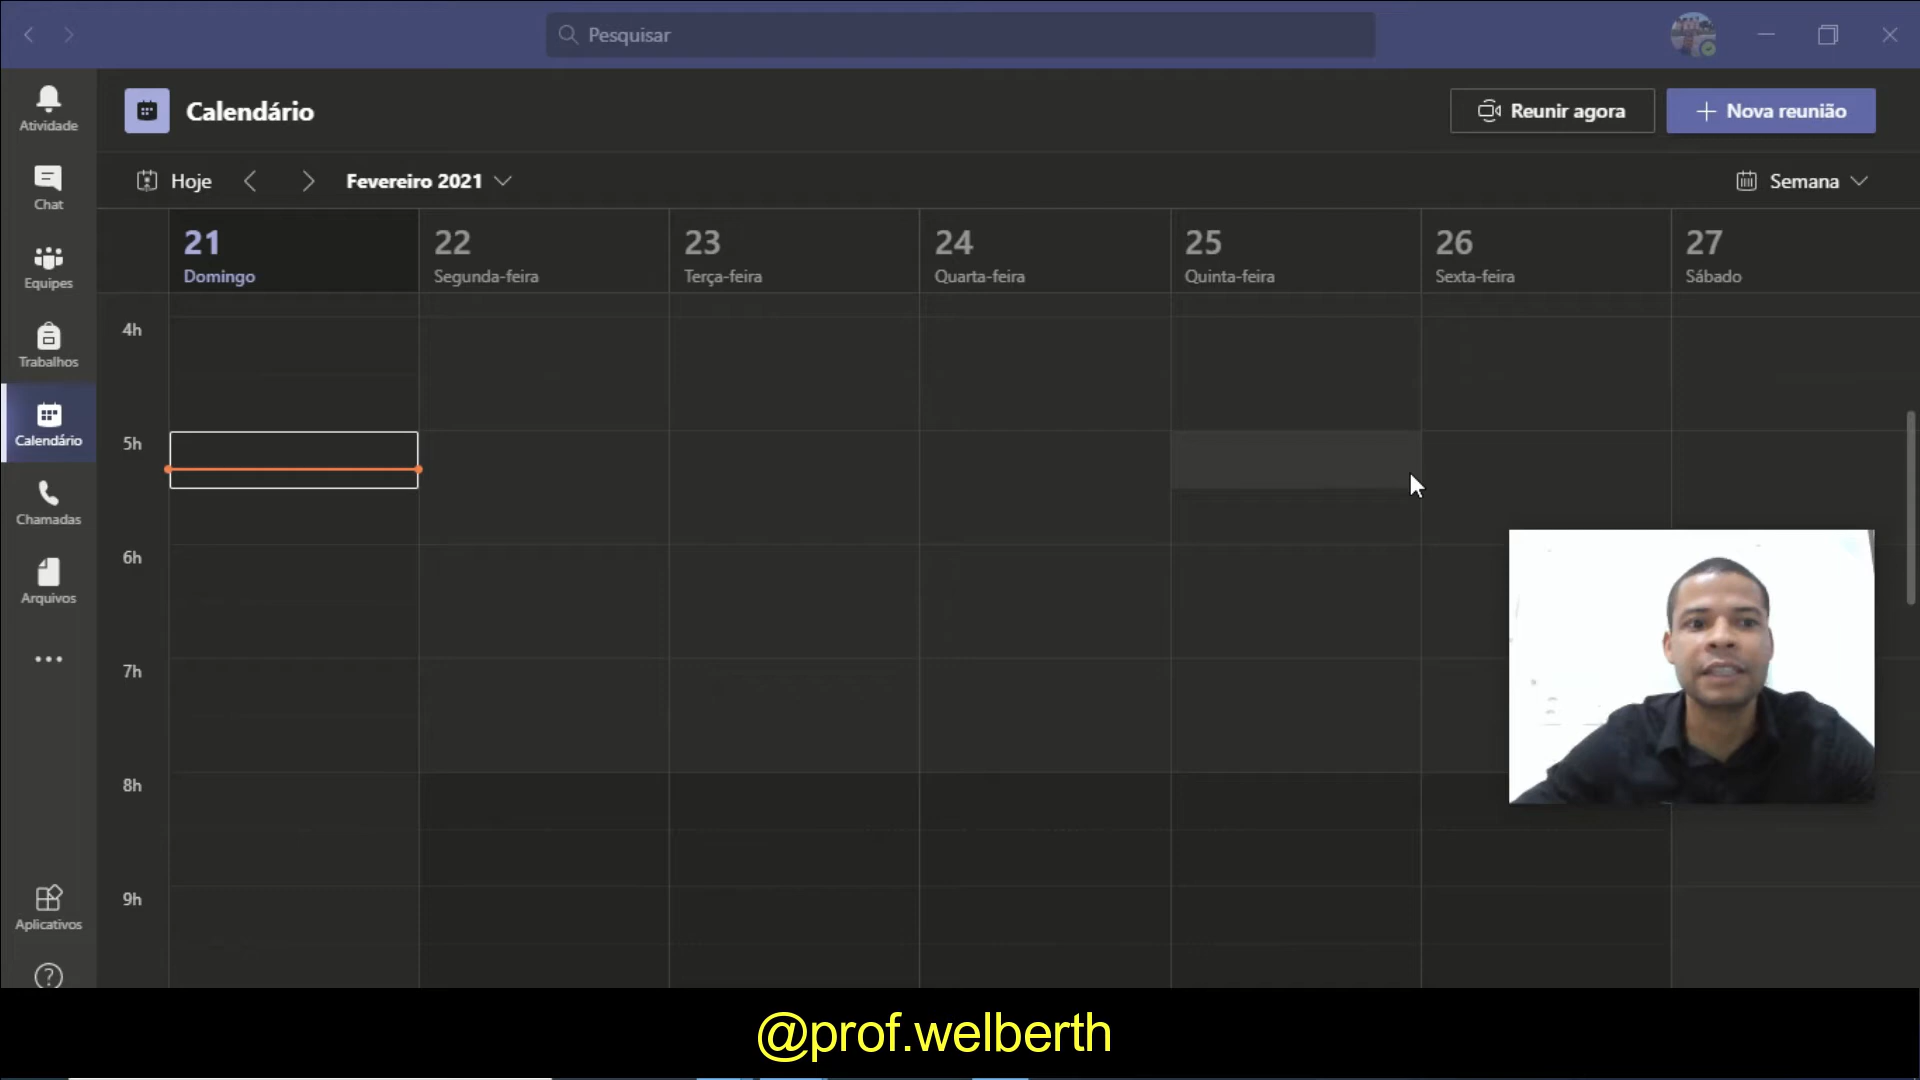 Pesquisar
Atividade
Chat
Equipes
Trabalhos
Calendário
Chamadas
Arquivos
Aplicativos
Calendário
Reunir agora
Nova reunião
Hoje
Fevereiro 2021
Semana
21
Domingo
22
Segunda-feira
23
Terça-feira
24
Quarta-feira
25
Quinta-feira
26
Sexta-feira
27
Sábado
4h
5h
6h
7h
8h
9h
@prof.welberth